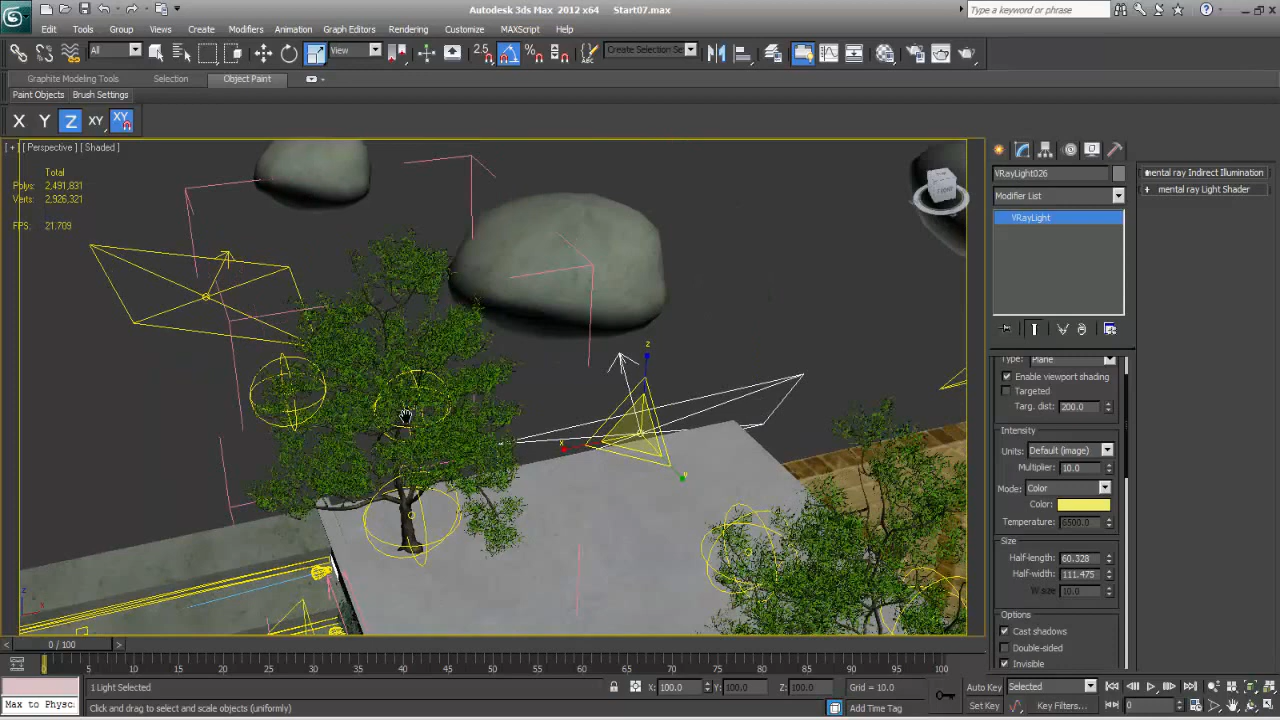 Autodesk 3ds Max 2012 x64 Start07.max
Type a keyword or phrase
Edit Tools Group Views Create Modifiers Animation Graph Editors Rendering Customize MAXScript Help
All View 2.5 Create Selection Se
Graphite Modeling Tools Selection Object Paint
Paint Objects Brush Settings
X Y Z XY XY
[ + ] [ Perspective ] [ Shaded ]
Total
Polys: 2,491,831
Verts: 2,926,321
FPS: 21.709
VRayLight026
Modifier List
VRayLight
mental ray Indirect Illumination
+ mental ray Light Shader
Type: Plane
Enable viewport shading
Targeted
Targ. dist: 200.0
Intensity
Units: Default (image)
Multiplier: 10.0
Mode: Color
Color:
Temperature: 6500.0
Size
Half-length: 60.328
Half-width: 111.475
W size 10.0
Options
Cast shadows
Double-sided
Invisible
z
x
y
0 / 100
0 5 10 15 20 25 30 35 40 45 50 55 60 65 70 75 80 85 90 95 100
1 Light Selected X: 100.0 Y: 100.0 Z: 100.0 Grid = 10.0 Auto Key Selected
Max to Physc. Click and drag to select and scale objects (uniformly) Add Time Tag Set Key Key Filters... 0